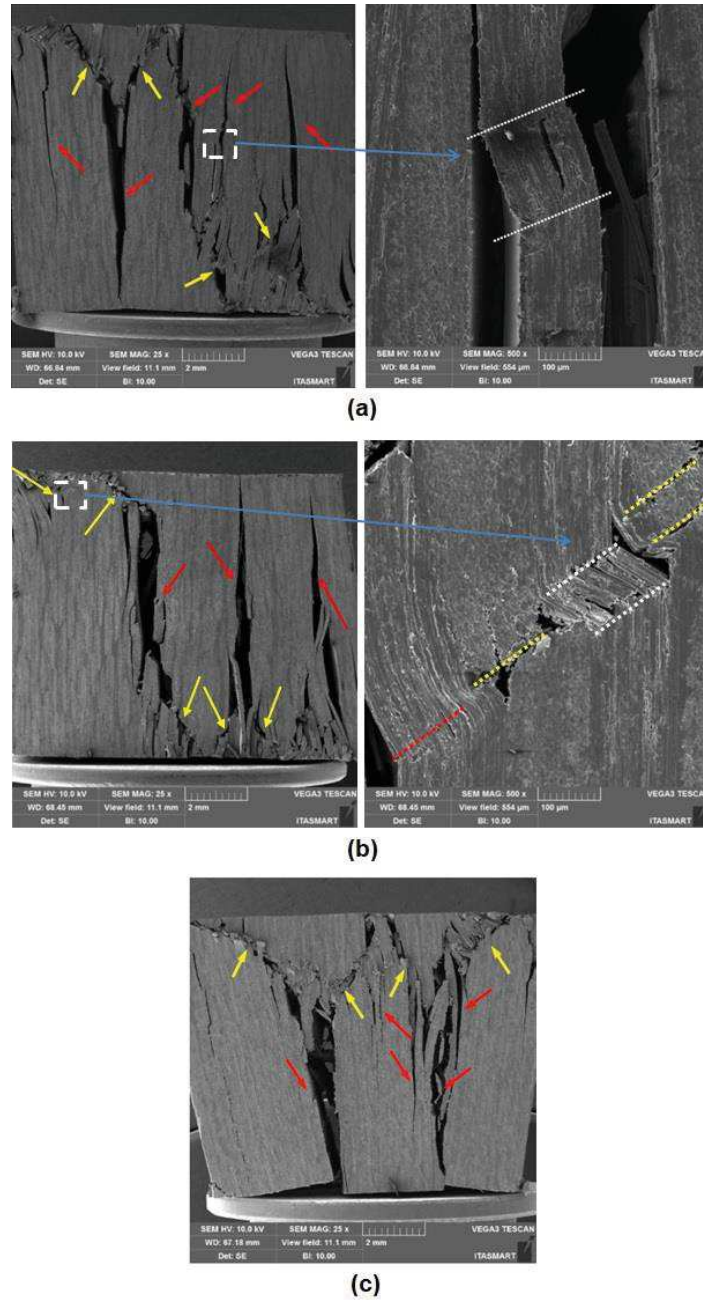 SEM HV: 10.0 kV SEM MAG: 25 x VEGA3 TESCAN
WD: 66.64 mm View field: 11.1 mm 2 mm
Det: SE BI: 10.00 ITASMART
SEM HV: 10.0 kV SEM MAG: 500 x VEGA3 TESCAN
WD: 66.64 mm View field: 554 µm 100 µm
Det: SE BI: 10.00 ITASMART
(a)
SEM HV: 10.0 kV SEM MAG: 25 x VEGA3 TESCAN
WD: 68.45 mm View field: 11.1 mm 2 mm
Det: SE BI: 10.00 ITASMART
SEM HV: 10.0 kV SEM MAG: 500 x VEGA3 TESCAN
WD: 68.45 mm View field: 554 µm 100 µm
Det: SE BI: 10.00 ITASMART
(b)
SEM HV: 10.0 kV SEM MAG: 25 x VEGA3 TESCAN
WD: 67.18 mm View field: 11.1 mm 2 mm
Det: SE BI: 10.00 ITASMART
(c)